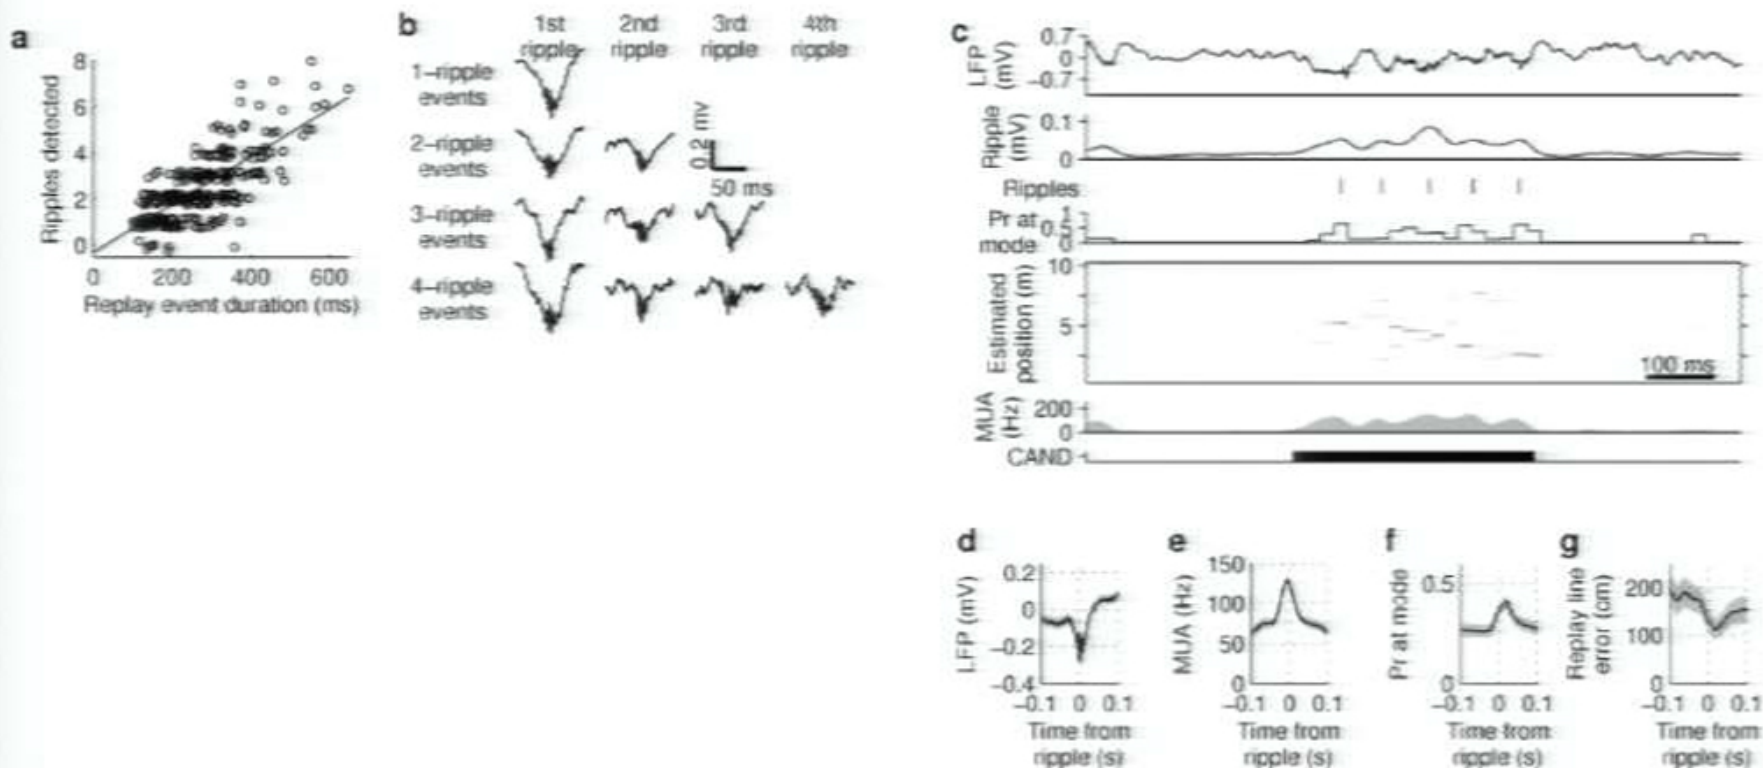 a
Ripples detected
8
6
4
2
0
0 200 400 600
Replay event duration (ms)
b
1st ripple
2nd ripple
3rd ripple
4th ripple
1-ripple events
2-ripple events
3-ripple events
4-ripple events
0.2 mv
50 ms
c
LFP (mV)
0.7
0
-0.7
Ripple (mV)
0.1
0
Ripples
Pr at mode
1
0.5
0
Estimated position (m)
10
5
100 ms
MUA (Hz)
200
0
CAND
d
LFP (mV)
0.2
0
-0.2
-0.4
-0.1 0 0.1
Time from ripple (s)
e
MUA (Hz)
150
100
50
0
-0.1 0 0.1
Time from ripple (s)
f
Pr at mode
0.5
0
-0.1 0 0.1
Time from ripple (s)
g
Replay line error (cm)
200
100
0
-0.1 0 0.1
Time from ripple (s)